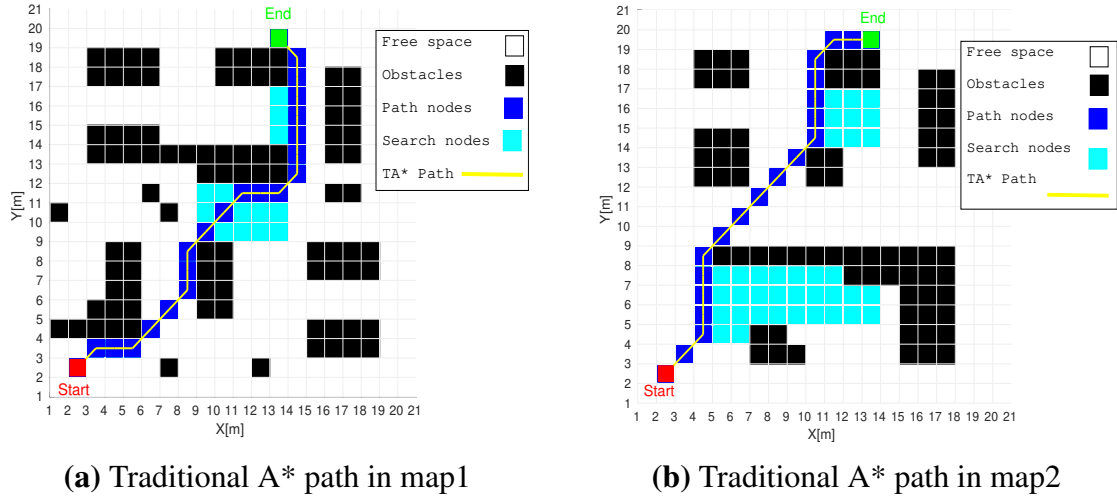 End
21
20
19
18
17
16
15
14
13
12
11
10
9
8
7
6
5
4
3
2
1
Y[m]
Start
1 2 3 4 5 6 7 8 9 10 11 12 13 14 15 16 17 18 19 20 21
X[m]
Free space
Obstacles
Path nodes
Search nodes
TA* Path
(a) Traditional A* path in map1
End
21
20
19
18
17
16
15
14
13
12
11
10
9
8
7
6
5
4
3
2
1
Y[m]
Start
1 2 3 4 5 6 7 8 9 10 11 12 13 14 15 16 17 18 19 20 21
X[m]
Free space
Obstacles
Path nodes
Search nodes
TA* Path
(b) Traditional A* path in map2